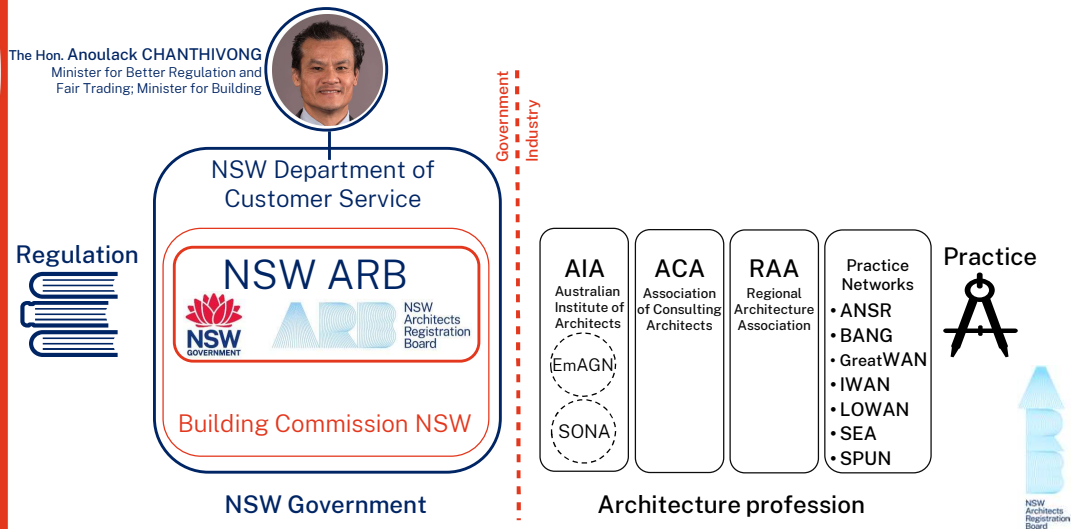 The Hon. Anoulack CHANTHIVONG
Minister for Better Regulation and
Fair Trading; Minister for Building
Government
Industry
NSW Department of
Customer Service
Regulation
NSW ARB
NSW
GOVERNMENT
ARB
NSW
Architects
Registration
Board
Building Commission NSW
NSW Government
AIA
Australian
Institute of
Architects
EmAGN
SONA
ACA
Association
of Consulting
Architects
RAA
Regional
Architecture
Association
Practice
Networks
• ANSR
• BANG
• GreatWAN
• IWAN
• LOWAN
• SEA
• SPUN
Practice
Architecture profession
ARB
NSW
Architects
Registration
Board